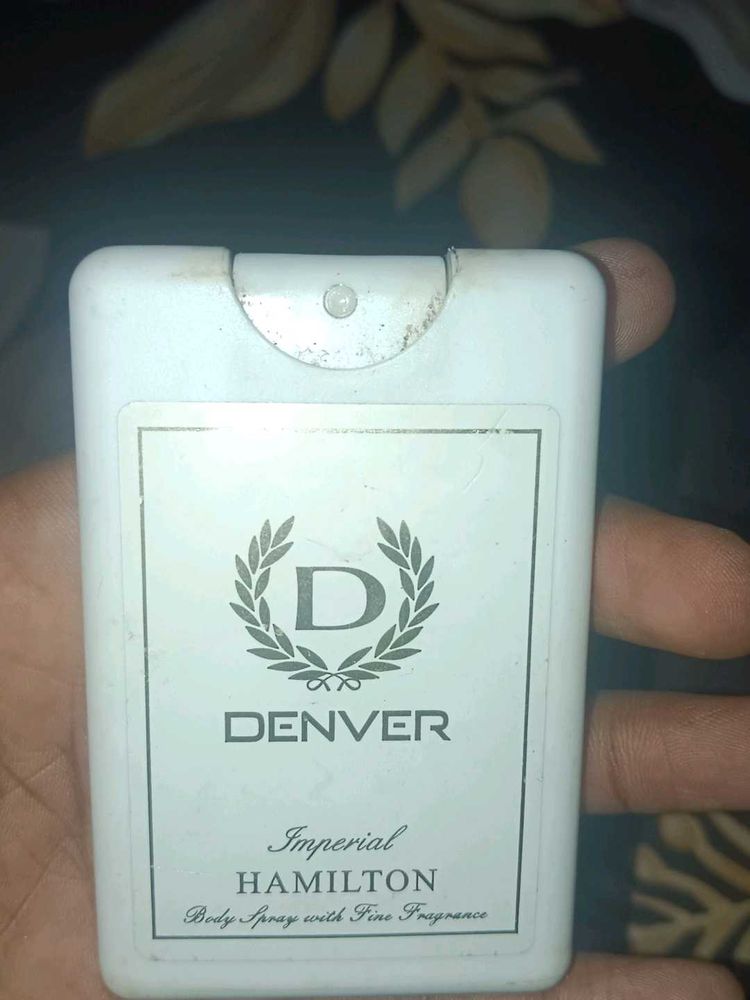 D
DENVER
Imperial
HAMILTON
Body Spray with Fine Fragrance